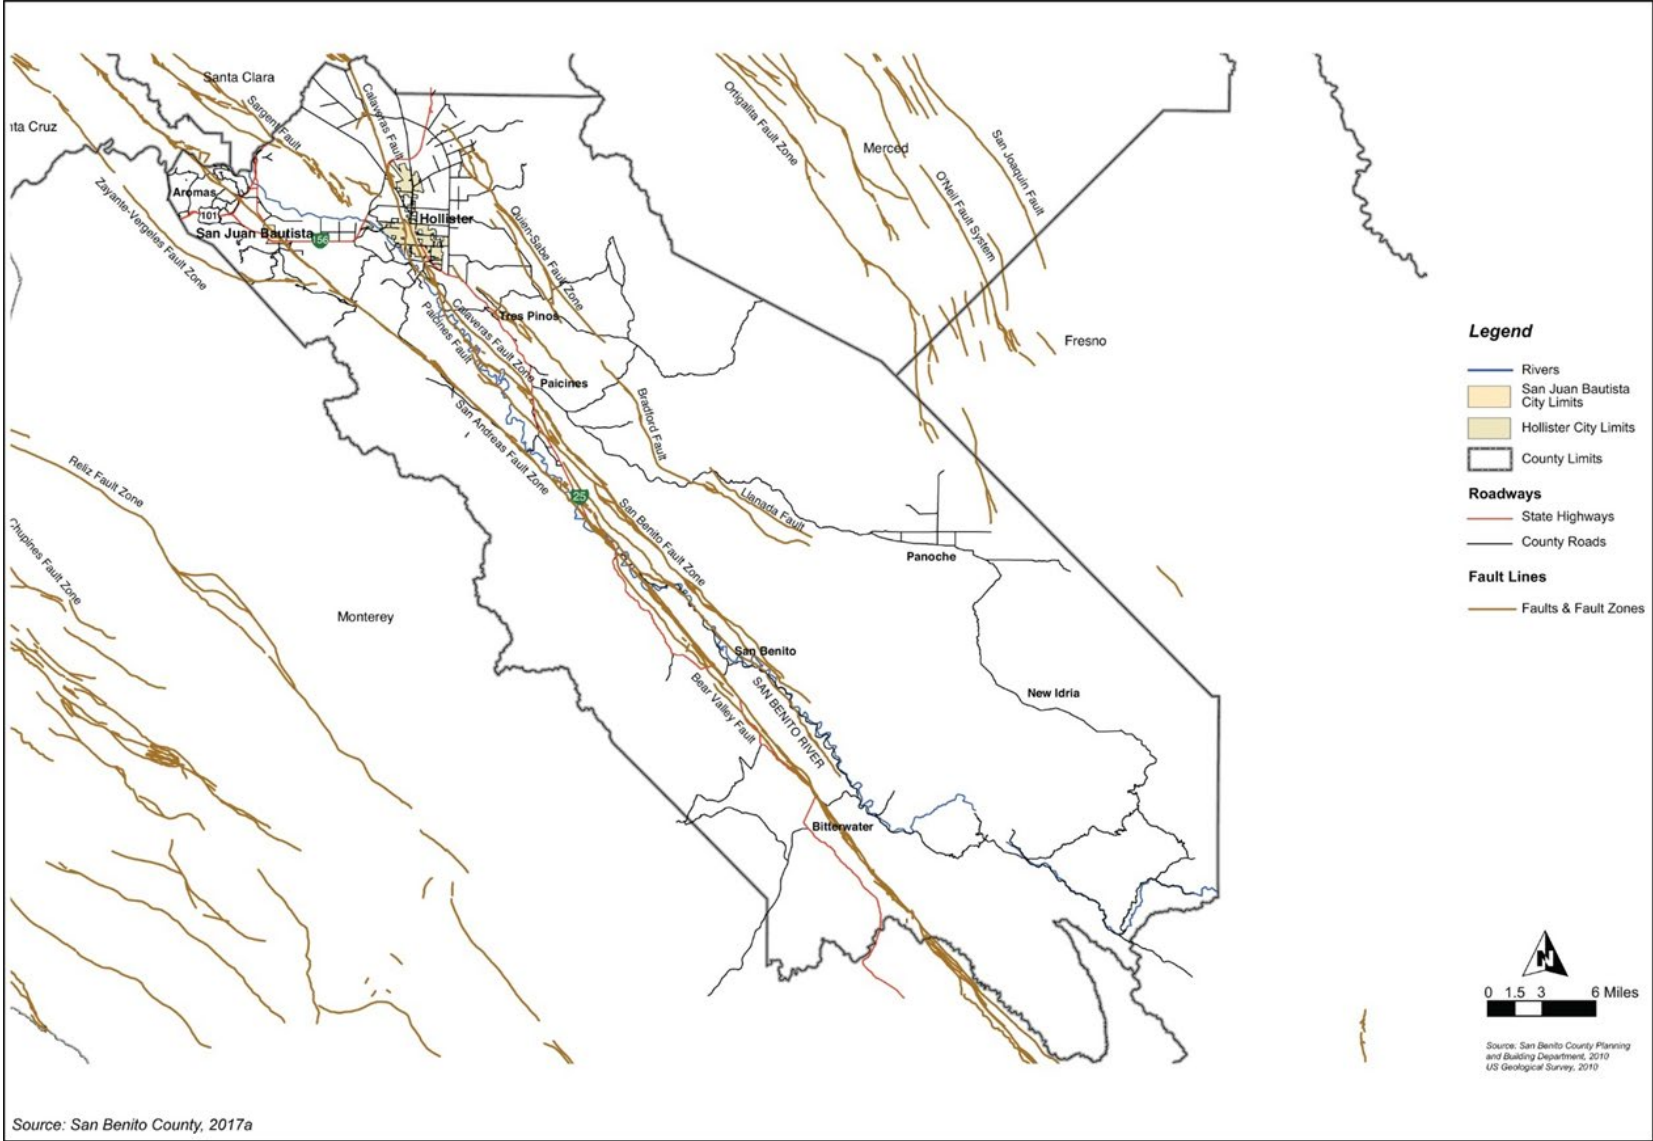 Santa Clara
Sargent Fault
Calaveras Fault
nta Cruz
Ortigalita Fault Zone
Merced
San Joaquin Fault
O'Neil Fault System
Aromas
Zayante-Vergeles Fault Zone
101
Hollister
San Juan Bautista
156
Quien-Sabe Fault Zone
Tres Pinos
Calaveras Fault Zone
Paicines Fault
Fresno
Paicines
Bradford Fault
San Andreas Fault Zone
Reliz Fault Zone
25
Llanada Fault
San Benito Fault Zone
Chupines Fault Zone
Panoche
Monterey
San Benito
Bear Valley Fault
SAN BENITO RIVER
New Idria
Bitterwater
Legend
Rivers
San Juan Bautista
City Limits
Hollister City Limits
County Limits
Roadways
State Highways
County Roads
Fault Lines
Faults & Fault Zones
N
0 1.5 3 6 Miles
Source: San Benito County Planning
and Building Department, 2010
US Geological Survey, 2010
Source: San Benito County, 2017a